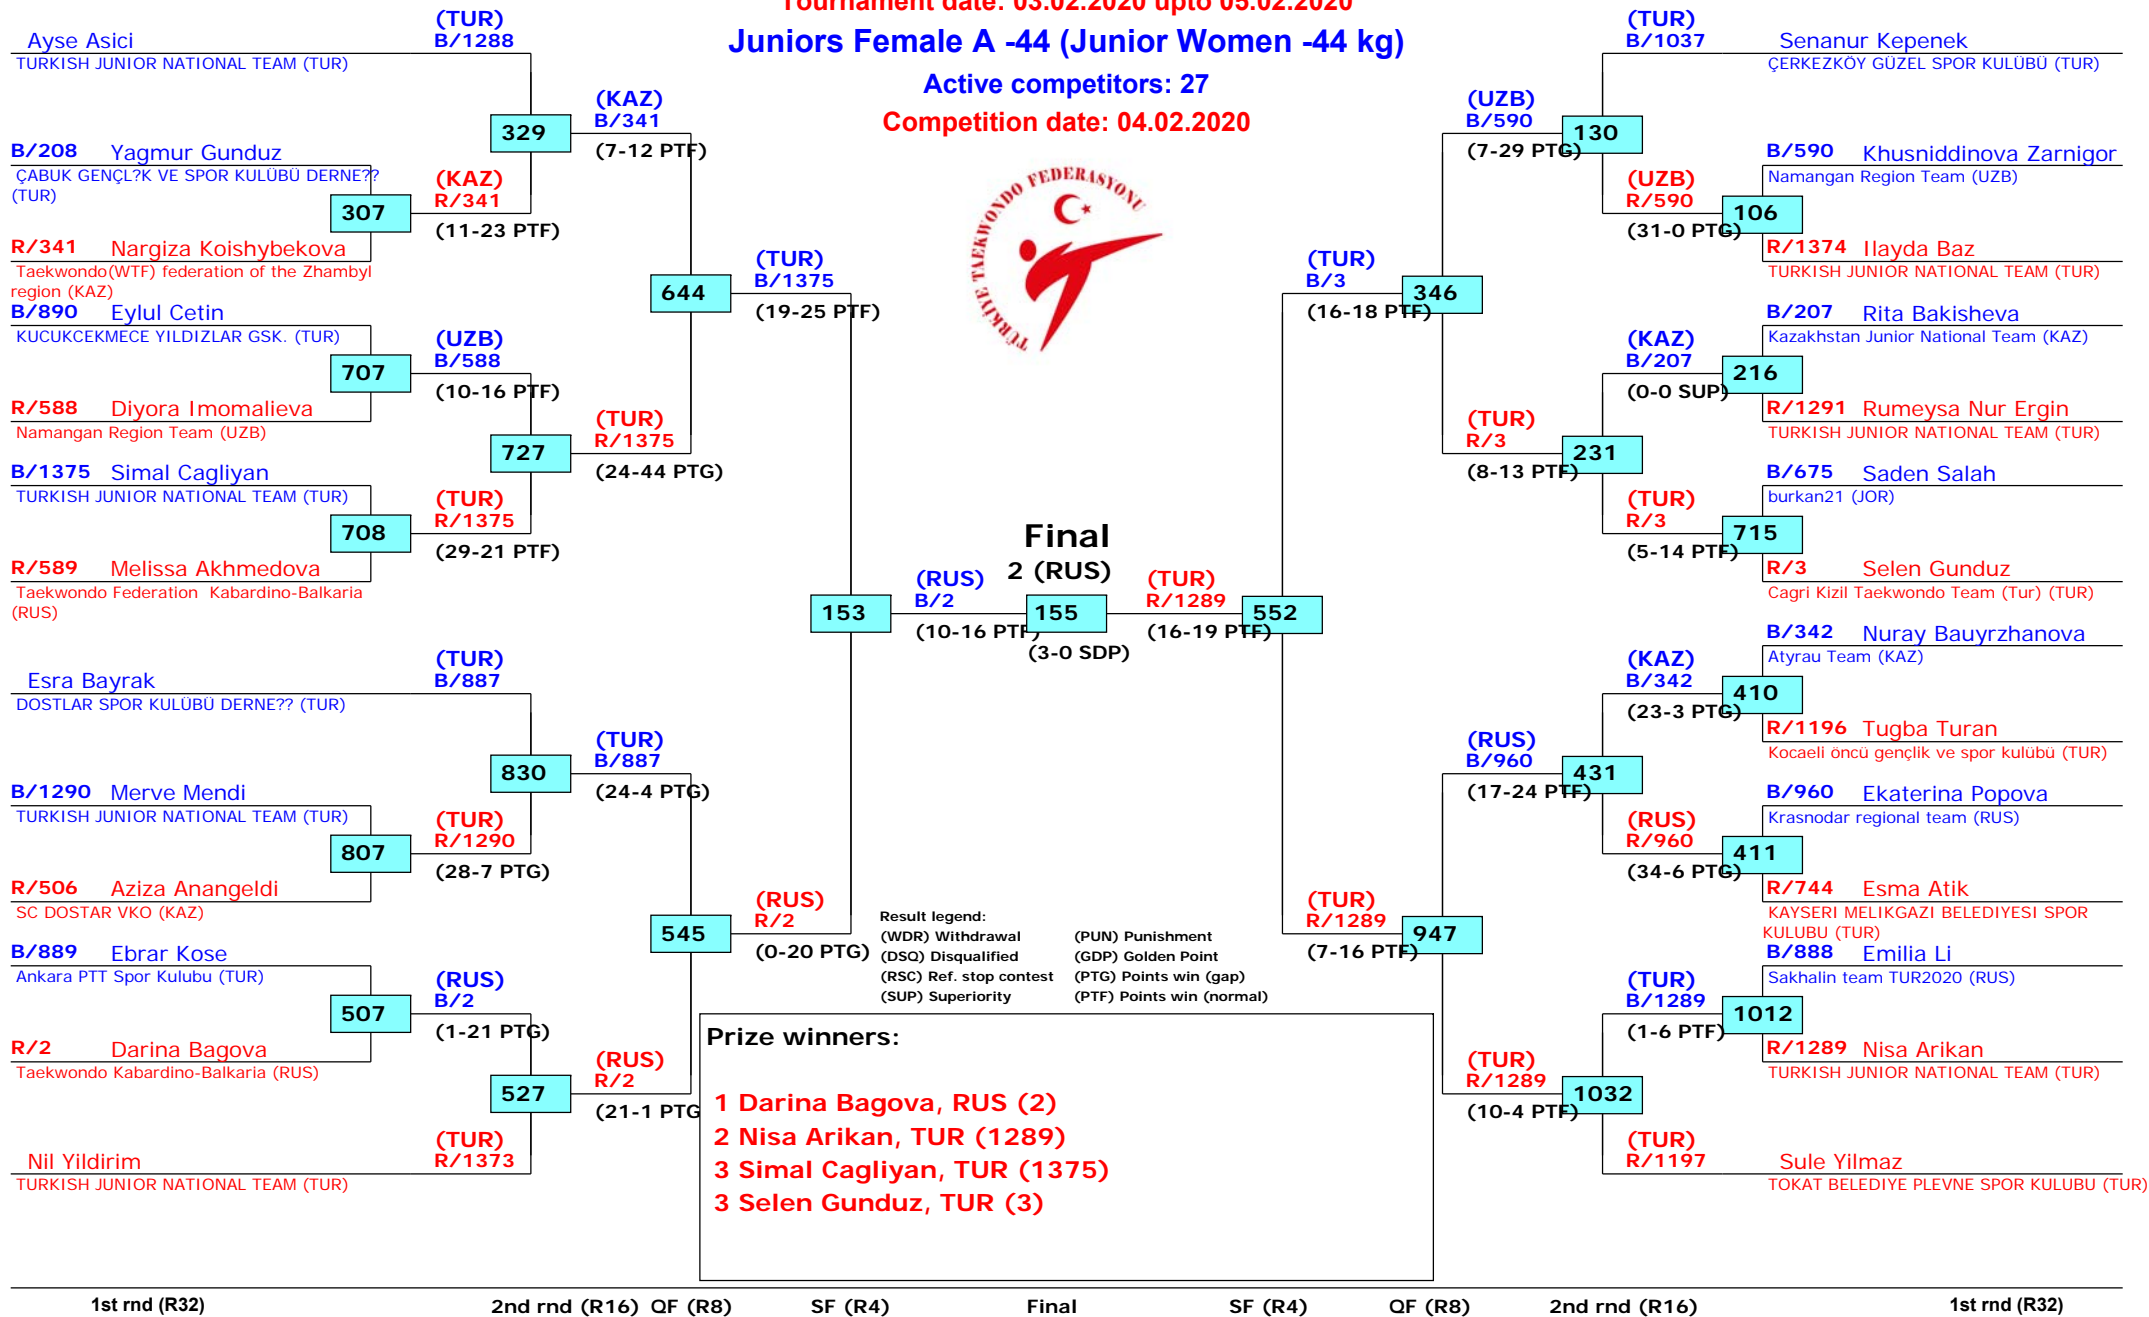 Tournament date: 03.02.2020 upto 05.02.2020
Juniors Female A -44 (Junior Women -44 kg)
Active competitors: 27
Competition date: 04.02.2020
TÜRKİYE TAEKWONDO FEDERASYONU
Ayse Asici
TURKISH JUNIOR NATIONAL TEAM (TUR)
(TUR)
B/1288
B/208 Yagmur Gunduz
ÇABUK GENÇL?K VE SPOR KULÜBÜ DERNE??
(TUR)
307
R/341 Nargiza Koishybekova
Taekwondo(WTF) federation of the Zhambyl
region (KAZ)
(KAZ)
R/341
(11-23 PTF)
329
(KAZ)
B/341
(7-12 PTF)
B/890 Eylul Cetin
KUCUKCEKMECE YILDIZLAR GSK. (TUR)
707
R/588 Diyora Imomalieva
Namangan Region Team (UZB)
(UZB)
B/588
(10-16 PTF)
B/1375 Simal Cagliyan
TURKISH JUNIOR NATIONAL TEAM (TUR)
708
R/589 Melissa Akhmedova
Taekwondo Federation Kabardino-Balkaria
(RUS)
(TUR)
R/1375
(29-21 PTF)
727
(TUR)
R/1375
(24-44 PTG)
644
(TUR)
B/1375
(19-25 PTF)
Esra Bayrak
DOSTLAR SPOR KULÜBÜ DERNE?? (TUR)
(TUR)
B/887
B/1290 Merve Mendi
TURKISH JUNIOR NATIONAL TEAM (TUR)
807
R/506 Aziza Anangeldi
SC DOSTAR VKO (KAZ)
(TUR)
R/1290
(28-7 PTG)
830
(TUR)
B/887
(24-4 PTG)
B/889 Ebrar Kose
Ankara PTT Spor Kulubu (TUR)
507
R/2 Darina Bagova
Taekwondo Kabardino-Balkaria (RUS)
(RUS)
B/2
(1-21 PTG)
Nil Yildirim
TURKISH JUNIOR NATIONAL TEAM (TUR)
(TUR)
R/1373
527
(RUS)
R/2
(21-1 PTG
545
(RUS)
R/2
(0-20 PTG)
153
(RUS)
B/2
(10-16 PTF)
Final
2 (RUS)
155
(3-0 SDP)
(TUR)
R/1289
(16-19 PTF)
552
(TUR)
B/3
(16-18 PTF)
346
(UZB)
B/590
(7-29 PTG)
130
(TUR)
B/1037
Senanur Kepenek
ÇERKEZKÖY GÜZEL SPOR KULÜBÜ (TUR)
(UZB)
R/590
(31-0 PTG)
106
B/590 Khusniddinova Zarnigor
Namangan Region Team (UZB)
R/1374 Ilayda Baz
TURKISH JUNIOR NATIONAL TEAM (TUR)
(TUR)
R/3
(8-13 PTF)
231
(KAZ)
B/207
(0-0 SUP)
216
B/207 Rita Bakisheva
Kazakhstan Junior National Team (KAZ)
R/1291 Rumeysa Nur Ergin
TURKISH JUNIOR NATIONAL TEAM (TUR)
(TUR)
R/3
(5-14 PTF)
715
B/675 Saden Salah
burkan21 (JOR)
R/3 Selen Gunduz
Cagri Kizil Taekwondo Team (Tur) (TUR)
(TUR)
R/1289
(7-16 PTF)
947
(RUS)
B/960
(17-24 PTF)
431
(KAZ)
B/342
(23-3 PTG)
410
B/342 Nuray Bauyrzhanova
Atyrau Team (KAZ)
R/1196 Tugba Turan
Kocaeli öncü gençlik ve spor kulübü (TUR)
(RUS)
R/960
(34-6 PTG)
411
B/960 Ekaterina Popova
Krasnodar regional team (RUS)
R/744 Esma Atik
KAYSERI MELIKGAZI BELEDIYESI SPOR
KULUBU (TUR)
(TUR)
R/1289
(10-4 PTF)
1032
(TUR)
B/1289
(1-6 PTF)
1012
B/888 Emilia Li
Sakhalin team TUR2020 (RUS)
R/1289 Nisa Arikan
TURKISH JUNIOR NATIONAL TEAM (TUR)
(TUR)
R/1197
Sule Yilmaz
TOKAT BELEDIYE PLEVNE SPOR KULUBU (TUR)
Result legend:
(WDR) Withdrawal (PUN) Punishment
(DSQ) Disqualified (GDP) Golden Point
(RSC) Ref. stop contest (PTG) Points win (gap)
(SUP) Superiority (PTF) Points win (normal)
Prize winners:
1 Darina Bagova, RUS (2)
2 Nisa Arikan, TUR (1289)
3 Simal Cagliyan, TUR (1375)
3 Selen Gunduz, TUR (3)
1st rnd (R32) 2nd rnd (R16) QF (R8) SF (R4) Final SF (R4) QF (R8) 2nd rnd (R16) 1st rnd (R32)